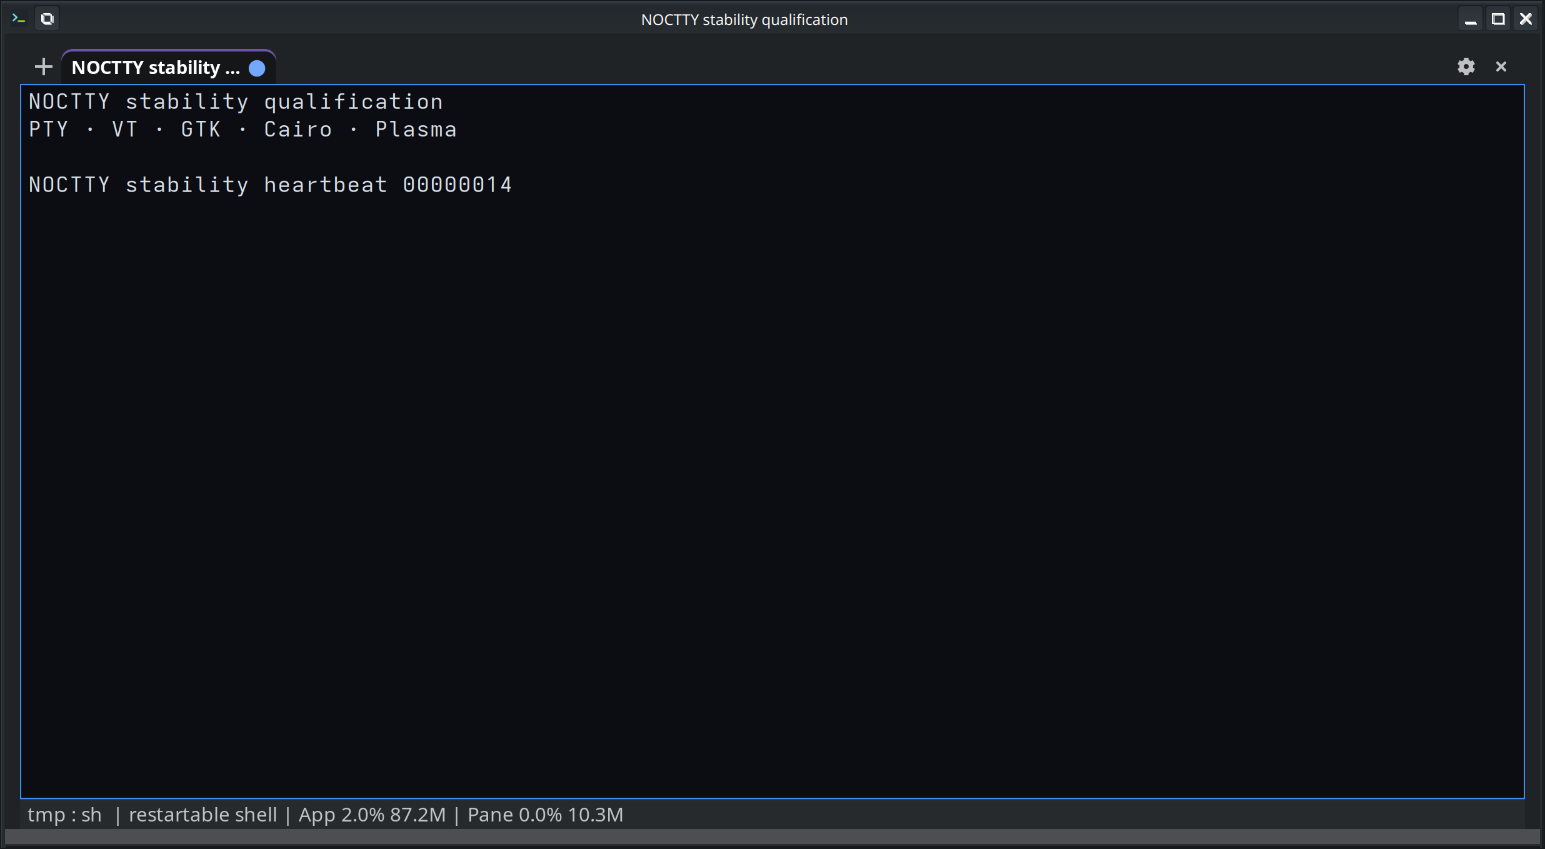 NOCTTY stability qualification
NOCTTY stability ...
NOCTTY stability qualification
PTY · VT · GTK · Cairo · Plasma
NOCTTY stability heartbeat 00000014
tmp : sh | restartable shell | App 2.0% 87.2M | Pane 0.0% 10.3M